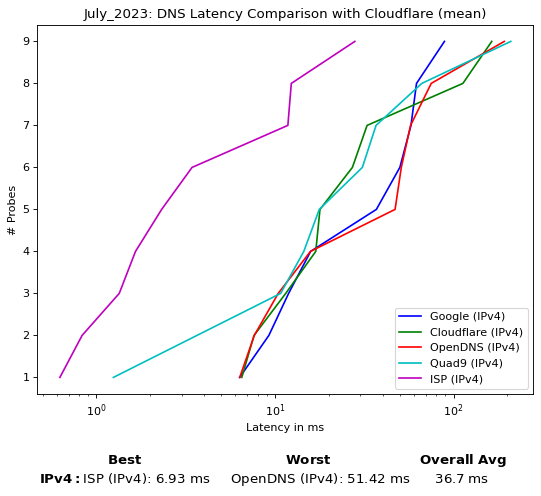 July_2023: DNS Latency Comparison with Cloudflare (mean)
9
8
7
6
5
4
3
2
1
# Probes
10⁰ 10¹ 10²
Latency in ms
Google (IPv4)
Cloudflare (IPv4)
OpenDNS (IPv4)
Quad9 (IPv4)
ISP (IPv4)
Best Worst Overall Avg
IPv4: ISP (IPv4): 6.93 ms OpenDNS (IPv4): 51.42 ms 36.7 ms